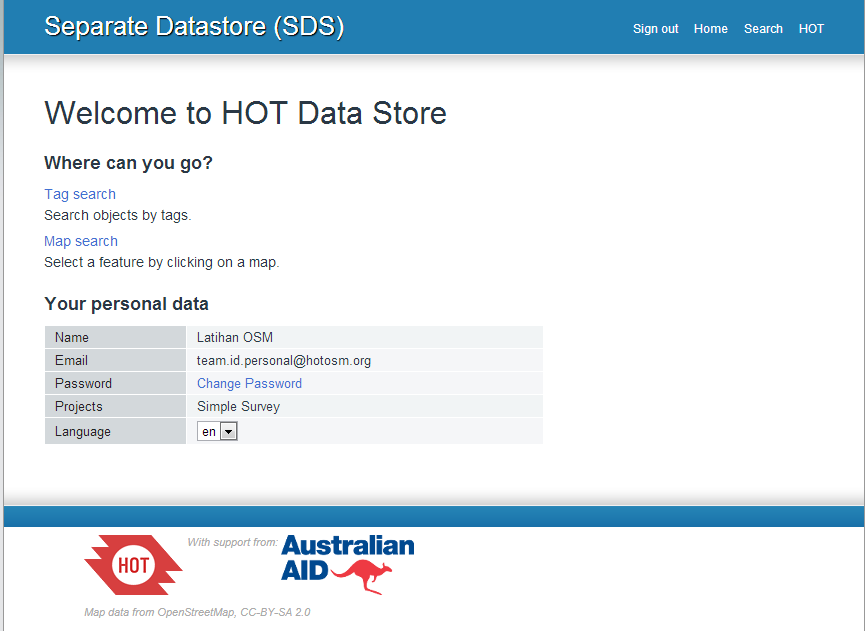 Separate Datastore (SDS)
Sign out Home Search HOT
Welcome to HOT Data Store
Where can you go?
Tag search
Search objects by tags.
Map search
Select a feature by clicking on a map.
Your personal data
Name Latihan OSM
Email team.id.personal@hotosm.org
Password Change Password
Projects Simple Survey
Language en
HOT
With support from:
Australian
AID
Map data from OpenStreetMap, CC-BY-SA 2.0